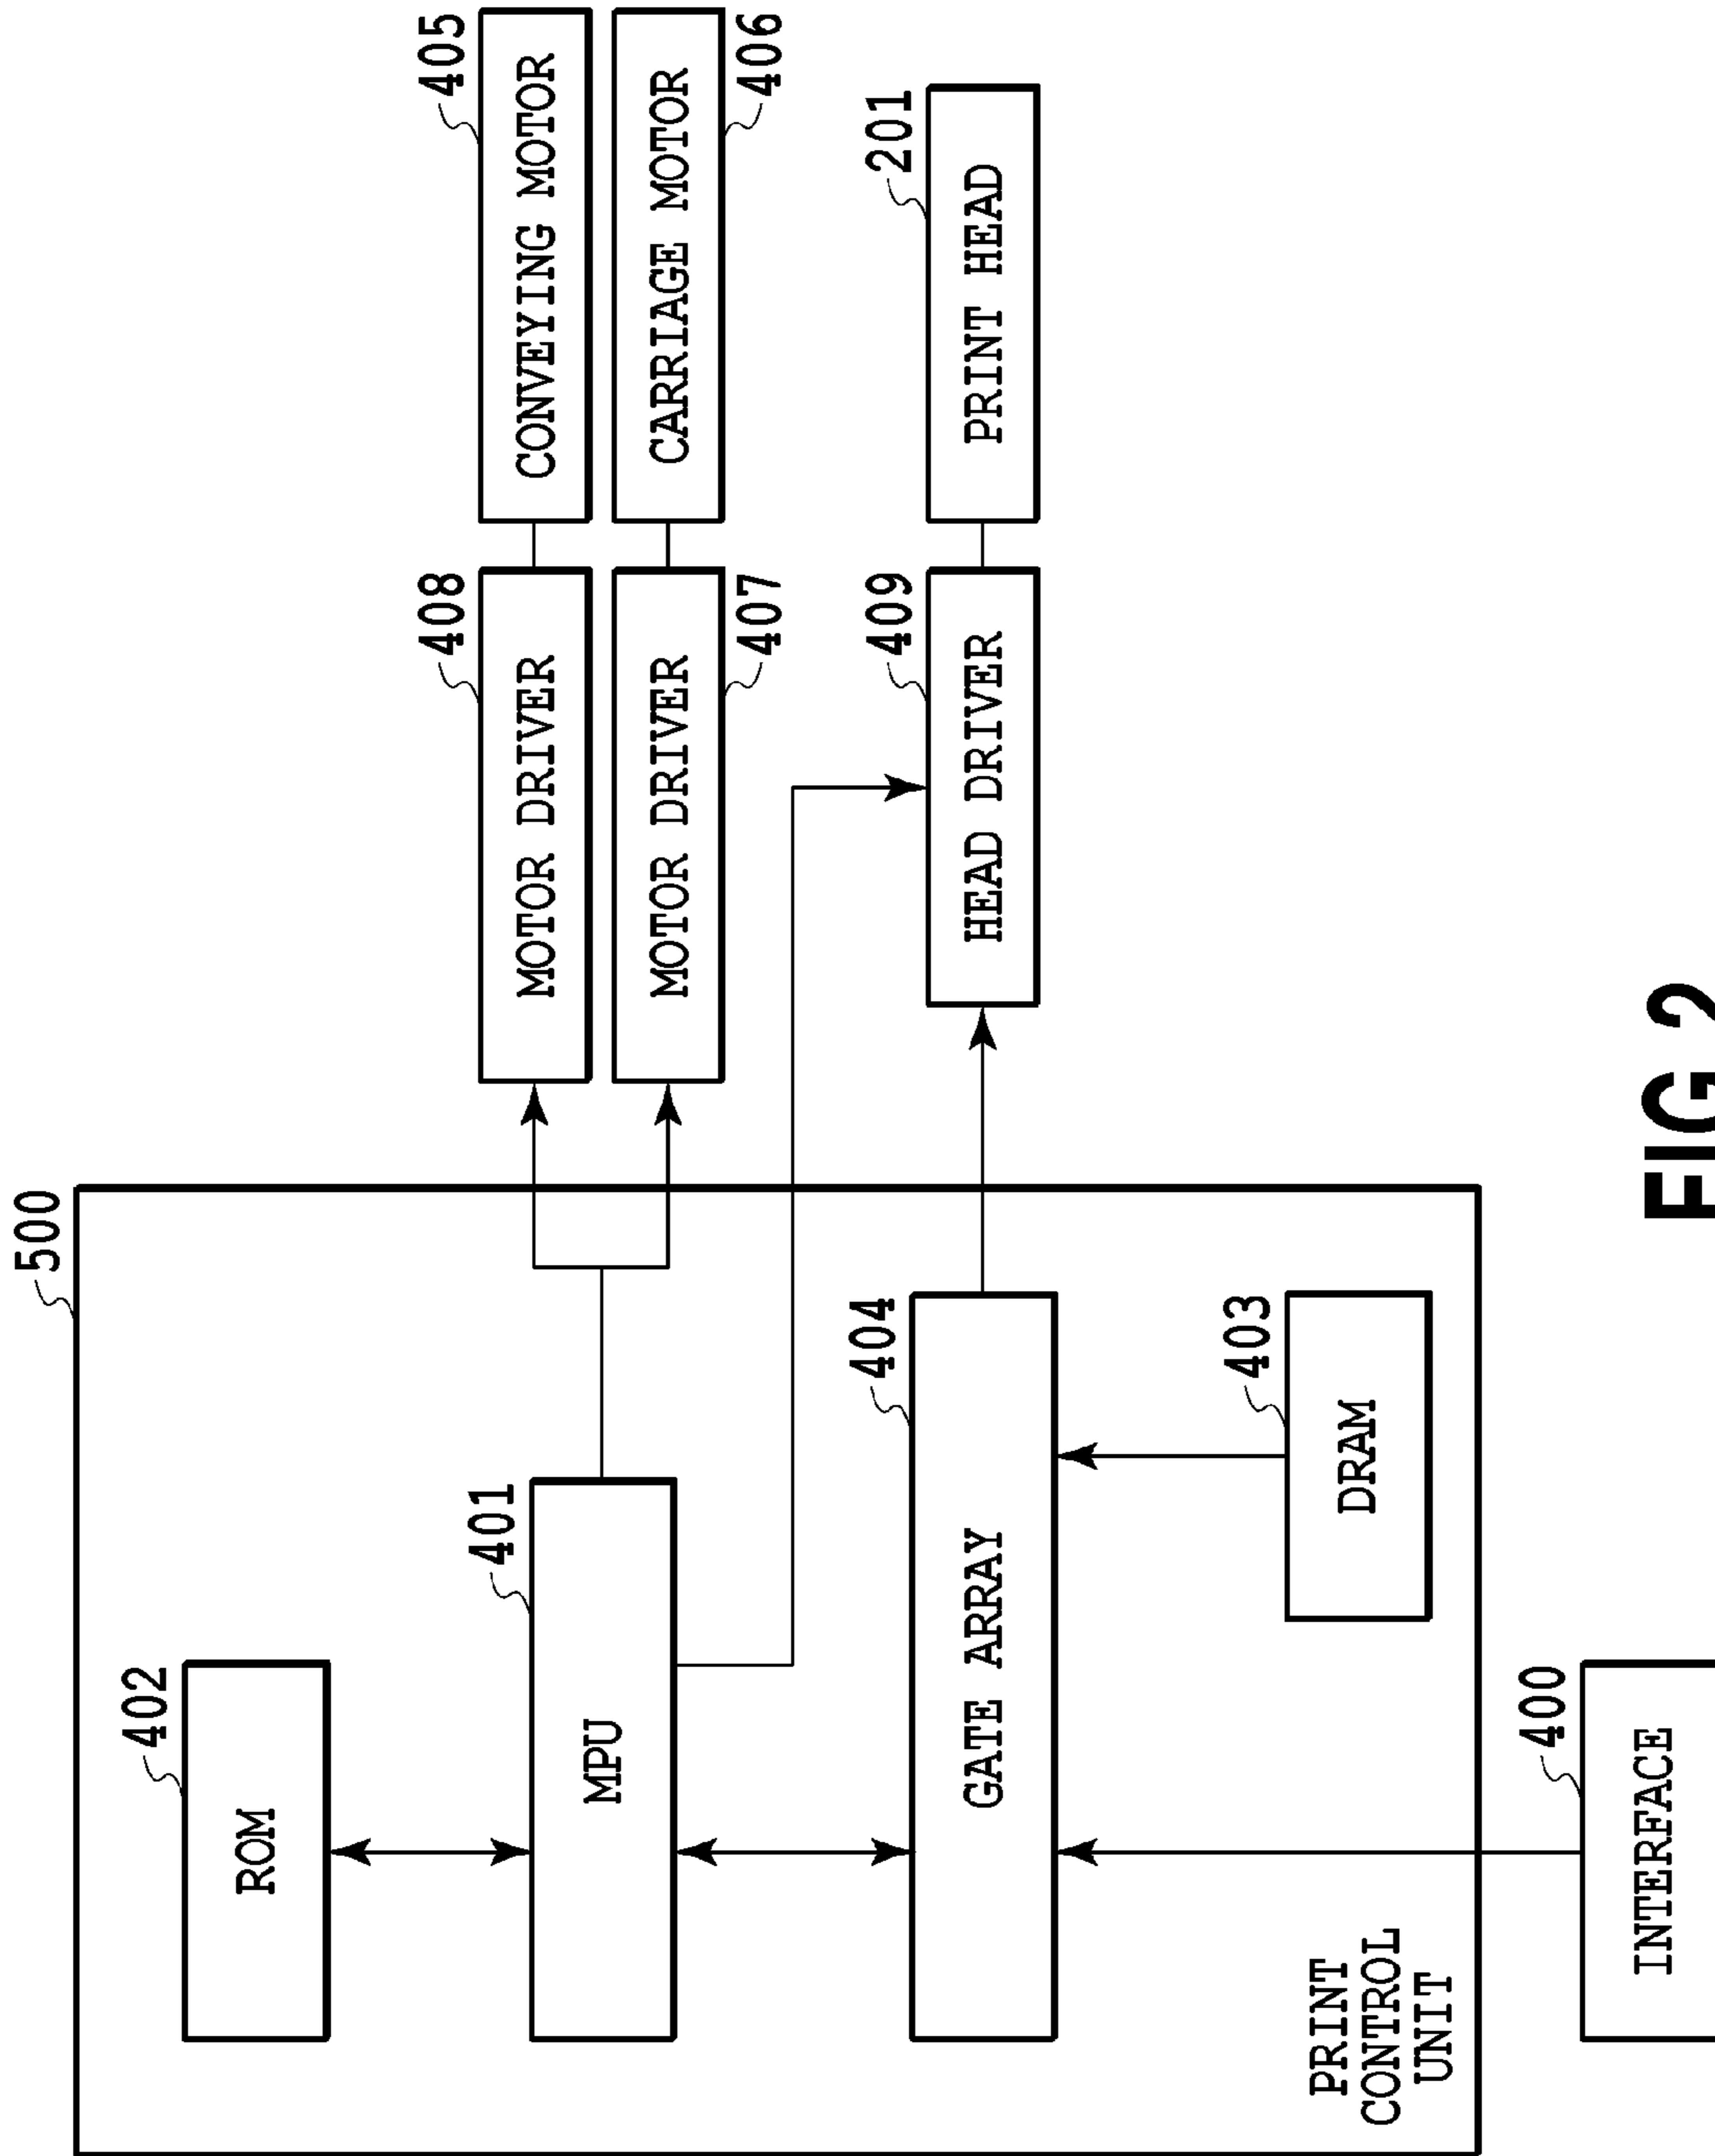 500
402
ROM
401
MPU
404
GATE ARRAY
403
DRAM
PRINT
CONTROL
UNIT
400
INTERFACE
408
MOTOR DRIVER
405
CONVEYING MOTOR
MOTOR DRIVER
407
CARRIAGE MOTOR
406
409
HEAD DRIVER
201
PRINT HEAD
FIG 2